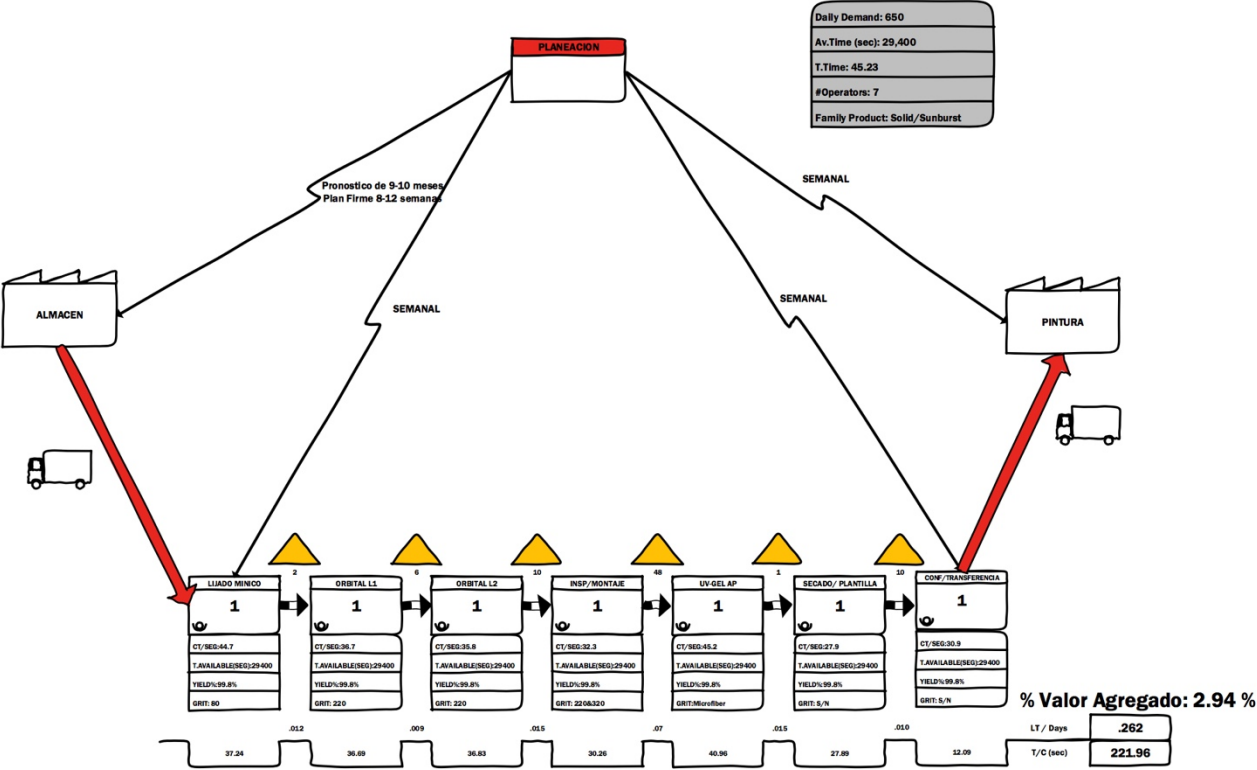 PLANEACION
Daily Demand: 650
Av.Time (sec): 29,400
T.Time: 45.23
#Operators: 7
Family Product: Solid/Sunburst
Pronostico de 9-10 meses
Plan Firme 8-12 semanas
SEMANAL
SEMANAL
SEMANAL
ALMACEN
PINTURA
2
6
10
48
1
10
LIJADO MINICO
1
CT/SEG:44.7
T.AVAILABLE(SEG):29400
YIELD%:99.8%
GRIT: 80
ORBITAL L1
1
CT/SEG:36.7
T.AVAILABLE(SEG):29400
YIELD%:99.8%
GRIT: 220
ORBITAL L2
1
CT/SEG:35.8
T.AVAILABLE(SEG):29400
YIELD%:99.8%
GRIT: 220
INSP/MONTAJE
1
CT/SEG:32.3
T.AVAILABLE(SEG):29400
YIELD%:99.8%
GRIT: 220&320
UV-GEL AP
1
CT/SEG:45.2
T.AVAILABLE(SEG):29400
YIELD%:99.8%
GRIT:Microfiber
SECADO/ PLANTILLA
1
CT/SEG:27.9
T.AVAILABLE(SEG):29400
YIELD%:99.8%
GRIT: S/N
CONF/TRANSFERENCIA
1
CT/SEG:30.9
T.AVAILABLE(SEG):29400
YIELD%:99.8%
GRIT: S/N
% Valor Agregado: 2.94 %
.012
.009
.015
.07
.015
.010
LT / Days
.262
37.24
36.69
36.83
30.26
40.96
27.89
12.09
T/C (sec)
221.96